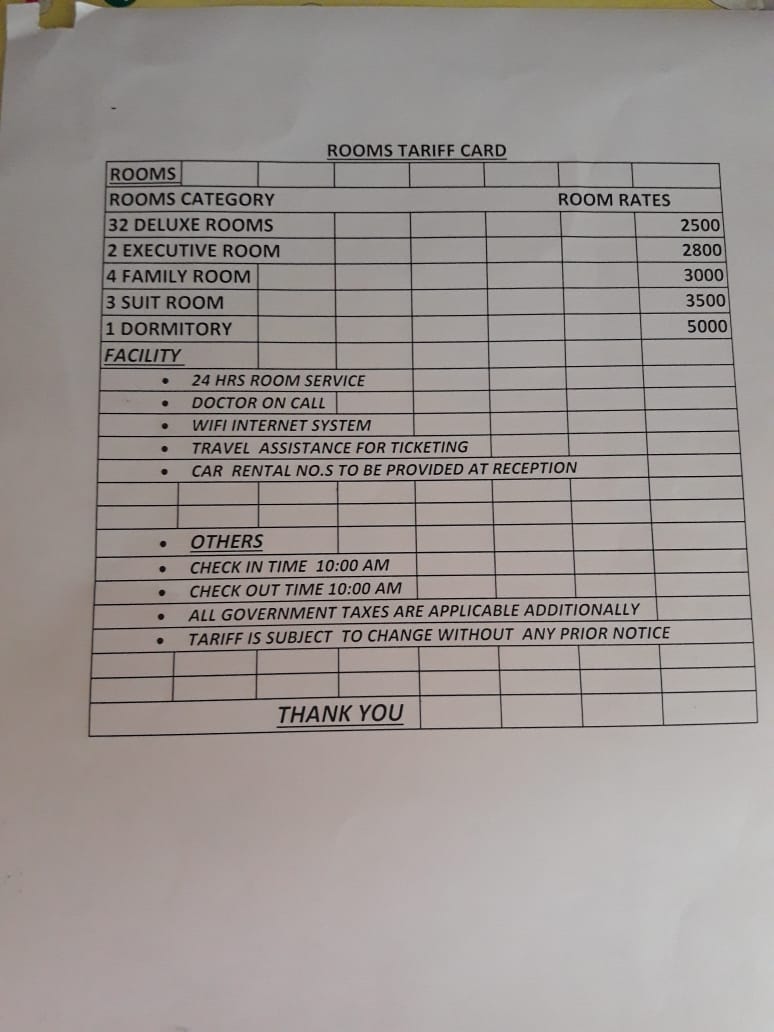 ROOMS TARIFF CARD
ROOMS
ROOMS CATEGORY ROOM RATES
32 DELUXE ROOMS 2500
2 EXECUTIVE ROOM 2800
4 FAMILY ROOM 3000
3 SUIT ROOM 3500
1 DORMITORY 5000
FACILITY
• 24 HRS ROOM SERVICE
• DOCTOR ON CALL
• WIFI INTERNET SYSTEM
• TRAVEL ASSISTANCE FOR TICKETING
• CAR RENTAL NO.S TO BE PROVIDED AT RECEPTION
• OTHERS
• CHECK IN TIME 10:00 AM
• CHECK OUT TIME 10:00 AM
• ALL GOVERNMENT TAXES ARE APPLICABLE ADDITIONALLY
• TARIFF IS SUBJECT TO CHANGE WITHOUT ANY PRIOR NOTICE
THANK YOU